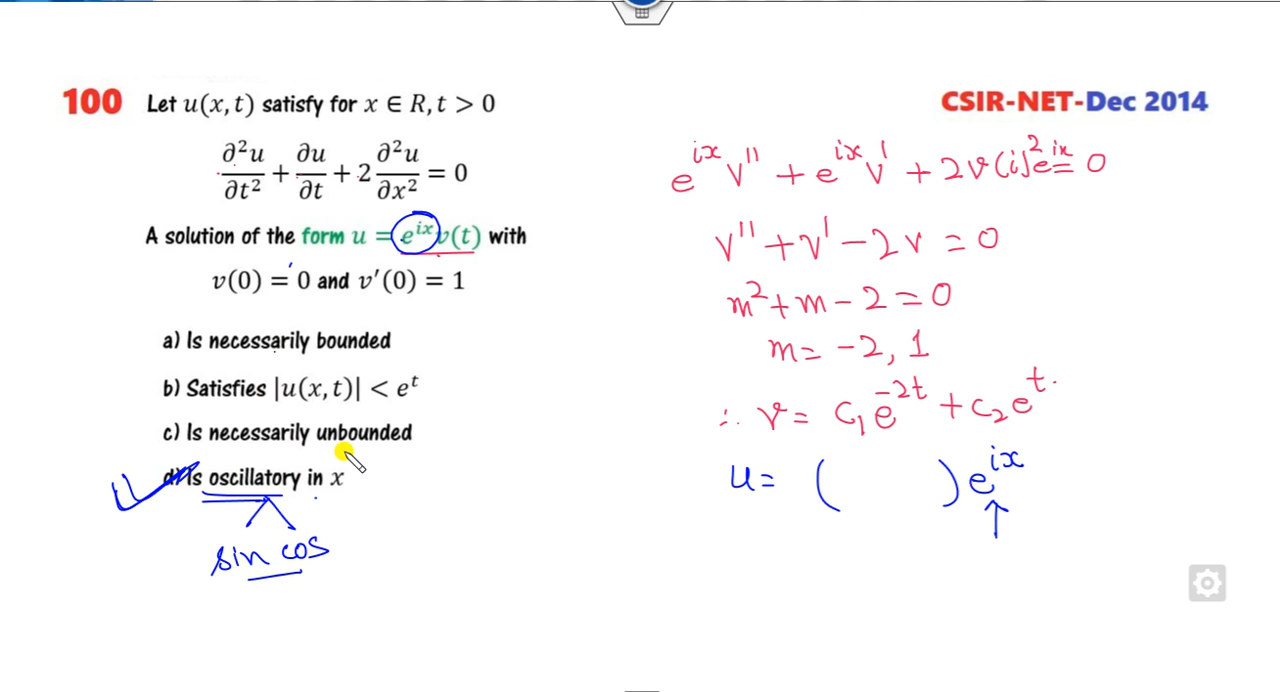 100 Let u(x, t) satisfy for x ∈ R, t > 0
CSIR-NET-Dec 2014
∂²u/∂t² + ∂u/∂t + 2 ∂²u/∂x² = 0
A solution of the form u = e^{ix}v(t) with
v(0) = 0 and v′(0) = 1
a) Is necessarily bounded
b) Satisfies |u(x, t)| < e^t
c) Is necessarily unbounded
d) Is oscillatory in x
sin cos
e^{ix} v'' + e^{ix} v' + 2v(i)² e^{ix} = 0
v'' + v' - 2v = 0
m² + m - 2 = 0
m = -2, 1
∴ v = c₁e^{-2t} + c₂e^{t}.
u = ( ) e^{ix}